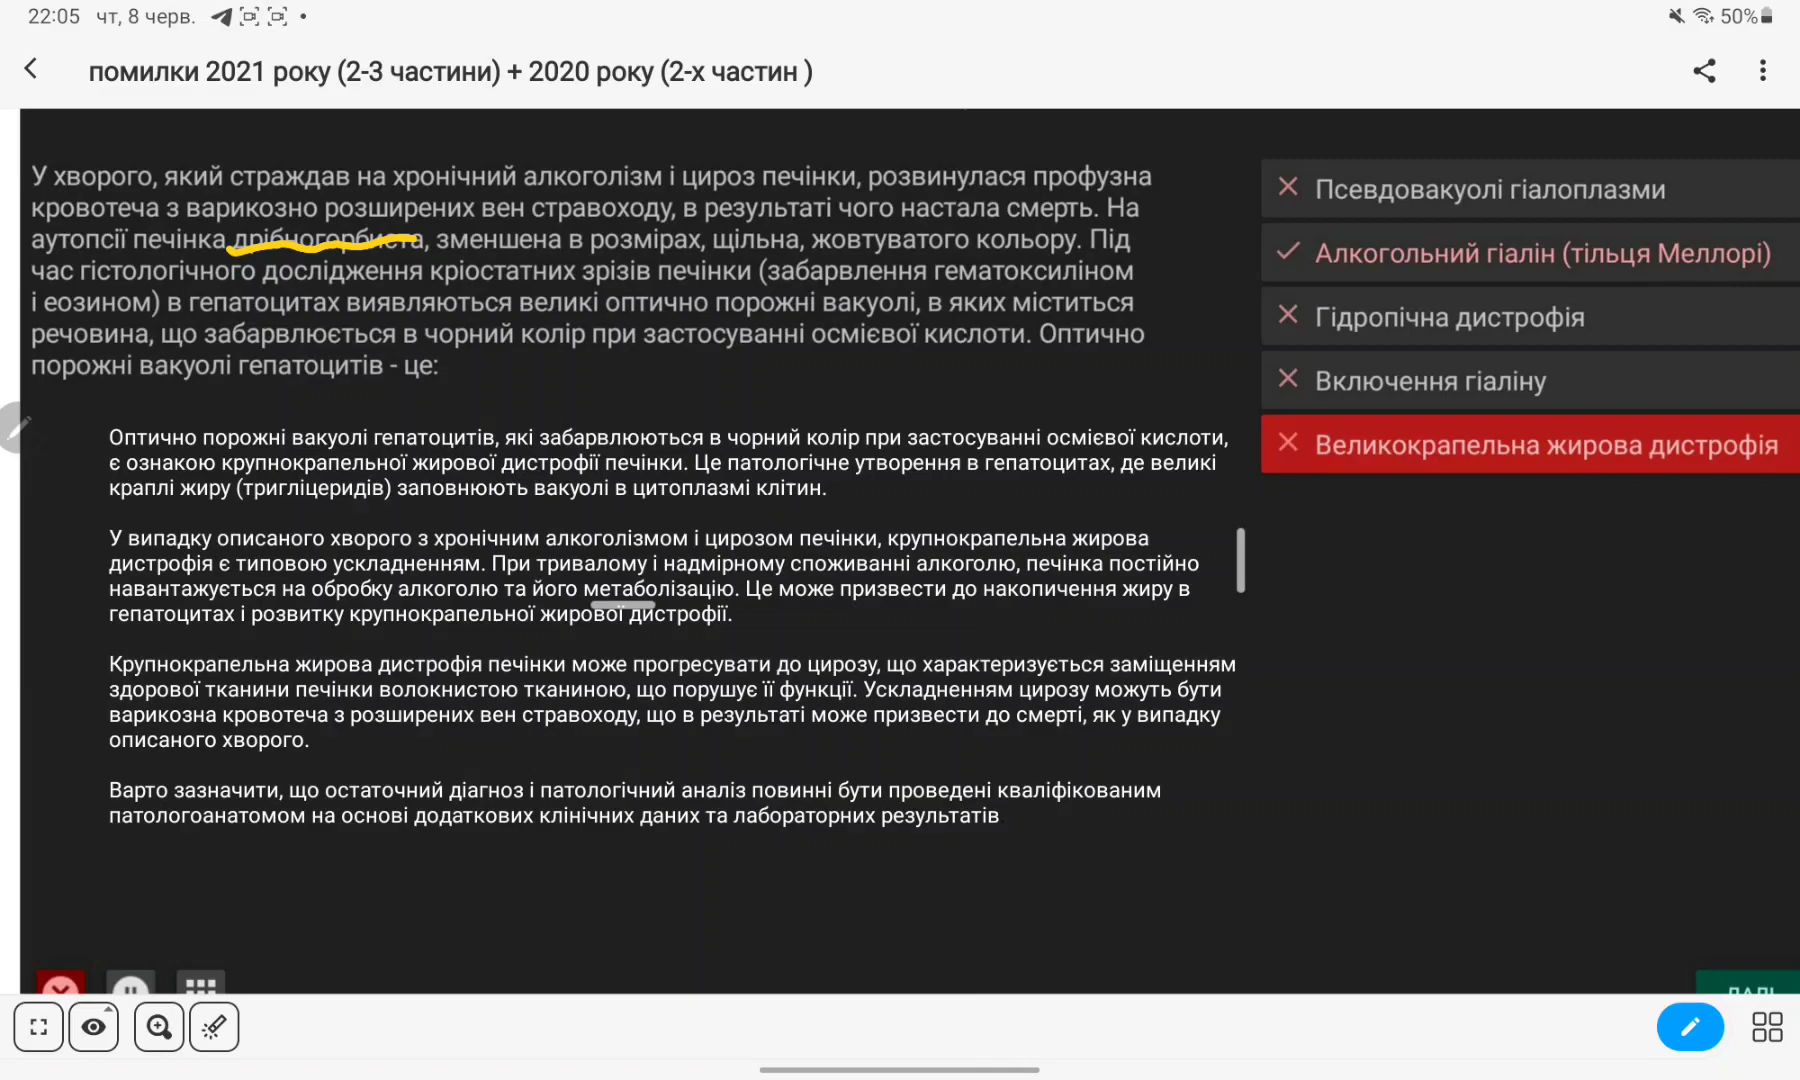 22:05 чт, 8 черв.
50%
помилки 2021 року (2-3 частини) + 2020 року (2-х частин )
У хворого, який страждав на хронічний алкоголізм і цироз печінки, розвинулася профузна
кровотеча з варикозно розширених вен стравоходу, в результаті чого настала смерть. На
аутопсії печінка дрібногорбиста, зменшена в розмірах, щільна, жовтуватого кольору. Під
час гістологічного дослідження кріостатних зрізів печінки (забарвлення гематоксиліном
і еозином) в гепатоцитах виявляються великі оптично порожні вакуолі, в яких міститься
речовина, що забарвлюється в чорний колір при застосуванні осмієвої кислоти. Оптично
порожні вакуолі гепатоцитів - це:
Псевдовакуолі гіалоплазми
Алкогольний гіалін (тільця Меллорі)
Гідропічна дистрофія
Включення гіаліну
Великокрапельна жирова дистрофія
Оптично порожні вакуолі гепатоцитів, які забарвлюються в чорний колір при застосуванні осмієвої кислоти,
є ознакою крупнокрапельної жирової дистрофії печінки. Це патологічне утворення в гепатоцитах, де великі
краплі жиру (тригліцеридів) заповнюють вакуолі в цитоплазмі клітин.
У випадку описаного хворого з хронічним алкоголізмом і цирозом печінки, крупнокрапельна жирова
дистрофія є типовою ускладненням. При тривалому і надмірному споживанні алкоголю, печінка постійно
навантажується на обробку алкоголю та його метаболізацію. Це може призвести до накопичення жиру в
гепатоцитах і розвитку крупнокрапельної жирової дистрофії.
Крупнокрапельна жирова дистрофія печінки може прогресувати до цирозу, що характеризується заміщенням
здорової тканини печінки волокнистою тканиною, що порушує її функції. Ускладненням цирозу можуть бути
варикозна кровотеча з розширених вен стравоходу, що в результаті може призвести до смерті, як у випадку
описаного хворого.
Варто зазначити, що остаточний діагноз і патологічний аналіз повинні бути проведені кваліфікованим
патологоанатомом на основі додаткових клінічних даних та лабораторних результатів